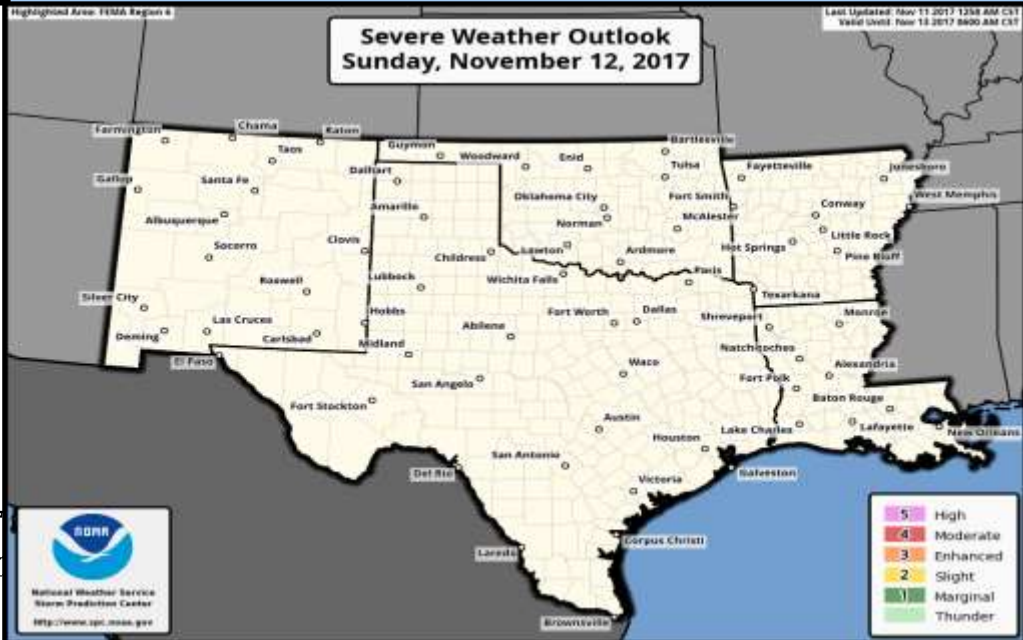 Highlighted Area: FEMA Region 6
Last Updated: Nov 11 2017 1258 AM CST
Valid Until: Nov 13 2017 0600 AM CST
Severe Weather Outlook
Sunday, November 12, 2017
Farmington
Chama
Raton
Taos
Guymon
Woodward
Enid
Bartlesville
Tulsa
Fayetteville
Jonesboro
Gallup
Santa Fe
Dalhart
Oklahoma City
Fort Smith
West Memphis
Albuquerque
Amarillo
Norman
McAlester
Conway
Socorro
Clovis
Childress
Lawton
Ardmore
Hot Springs
Little Rock
Pine Bluff
Roswell
Lubbock
Wichita Falls
Paris
Texarkana
Silver City
Las Cruces
Hobbs
Fort Worth
Dallas
Shreveport
Monroe
Deming
Carlsbad
Midland
Abilene
Natchitoches
El Paso
San Angelo
Waco
Fort Polk
Alexandria
Fort Stockton
Austin
Baton Rouge
Houston
Lake Charles
Lafayette
New Orleans
Del Rio
San Antonio
Galveston
Victoria
Laredo
Corpus Christi
Brownsville
NOAA
National Weather Service
Storm Prediction Center
http://www.spc.noaa.gov
5 High
4 Moderate
3 Enhanced
2 Slight
1 Marginal
Thunder